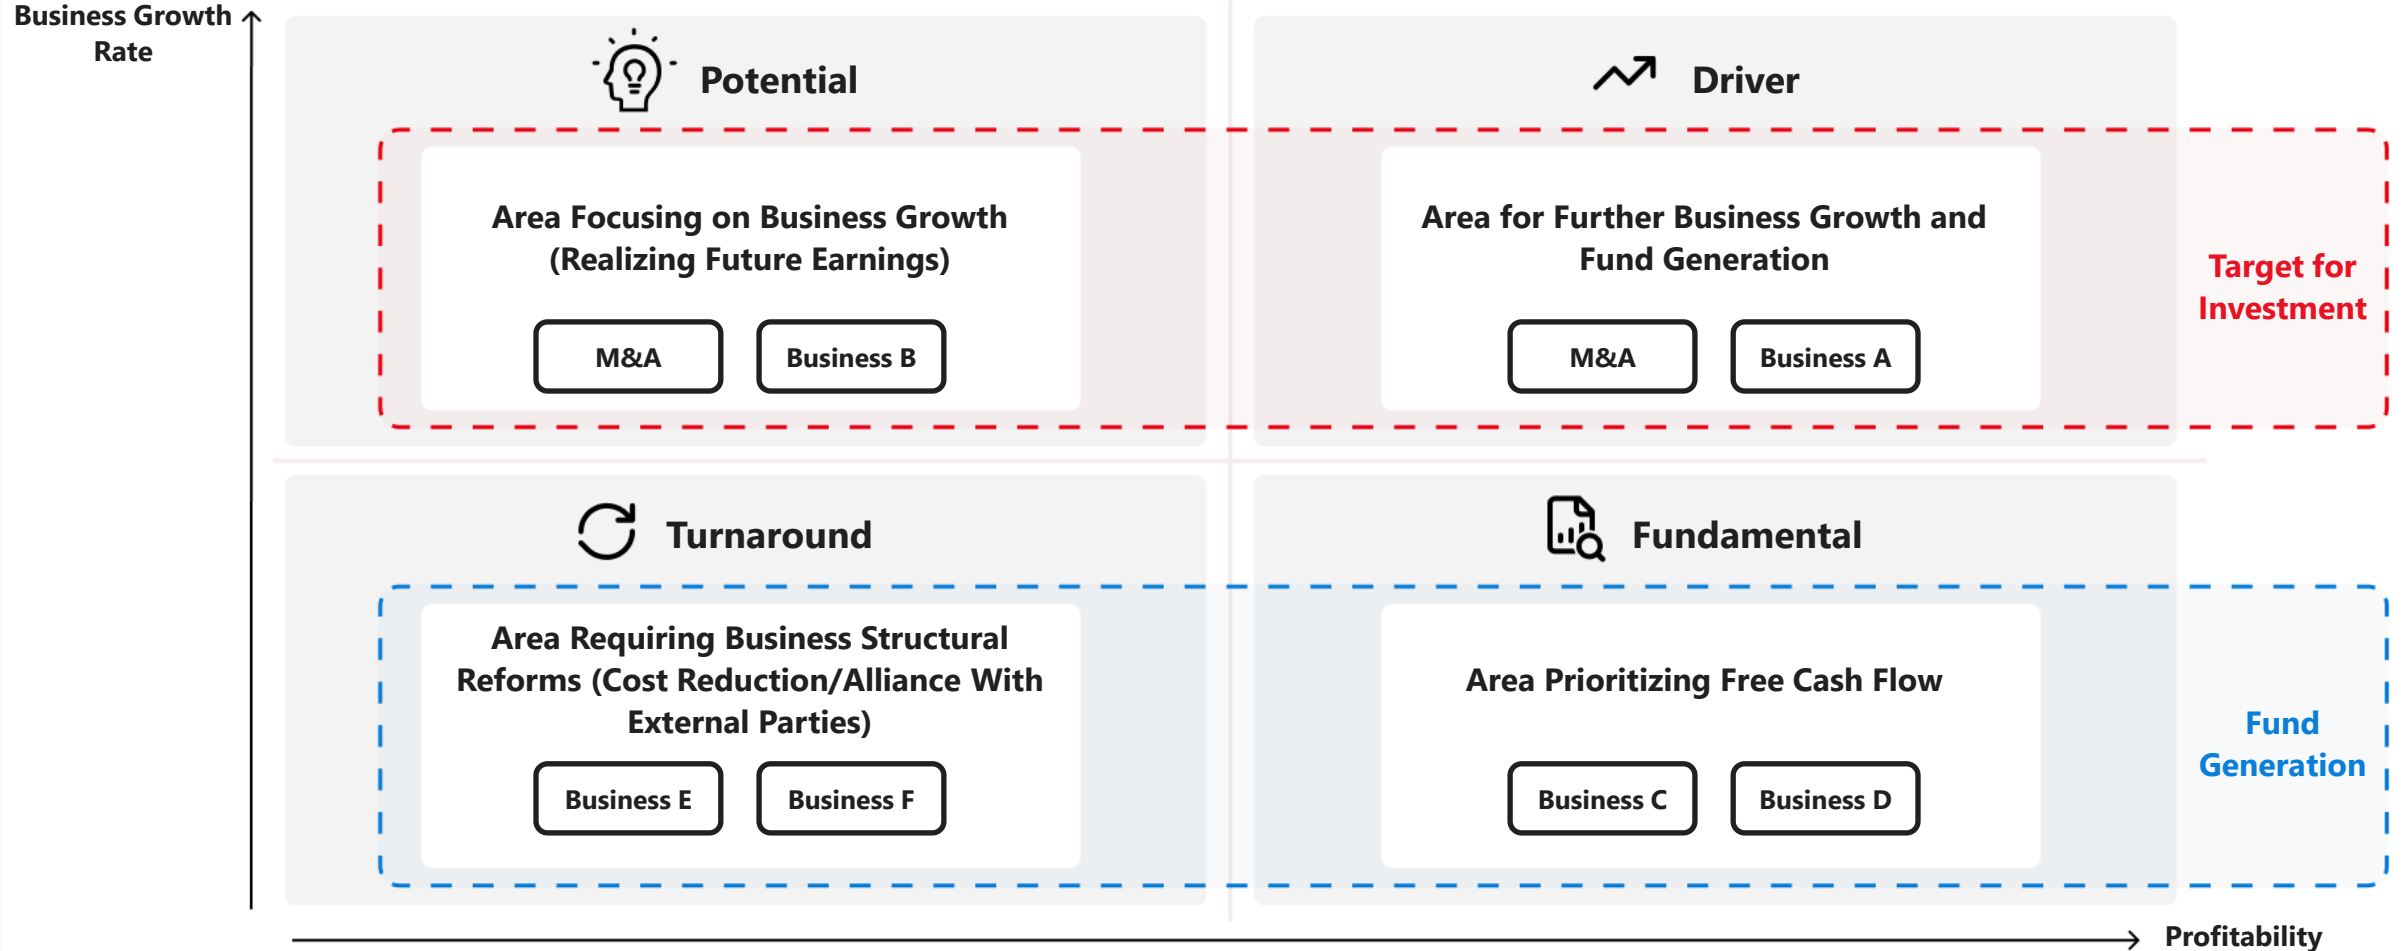 Business Growth
Rate
Potential
Area Focusing on Business Growth
(Realizing Future Earnings)
M&A
Business B
Driver
Area for Further Business Growth and
Fund Generation
M&A
Business A
Target for
Investment
Turnaround
Area Requiring Business Structural
Reforms (Cost Reduction/Alliance With
External Parties)
Business E
Business F
Fundamental
Area Prioritizing Free Cash Flow
Business C
Business D
Fund
Generation
Profitability